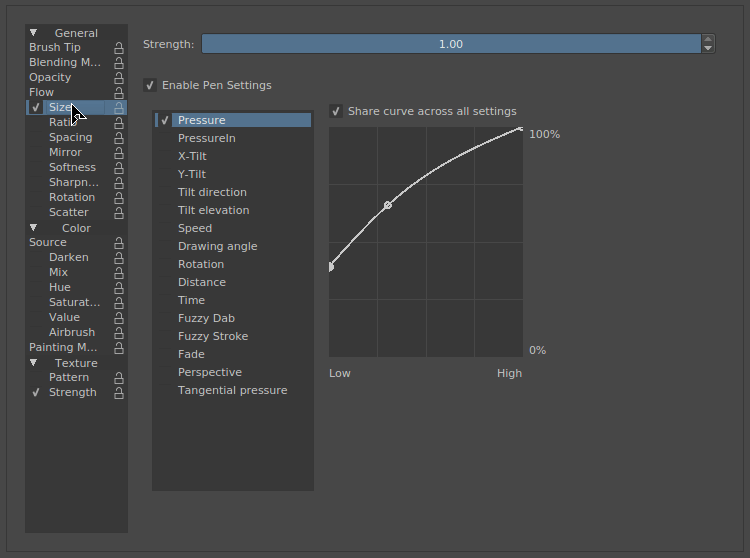 General
Brush Tip
Blending M...
Opacity
Flow
Size
Ratio
Spacing
Mirror
Softness
Sharpn...
Rotation
Scatter
Color
Source
Darken
Mix
Hue
Saturat...
Value
Airbrush
Painting M...
Texture
Pattern
Strength
Strength: 1.00
Enable Pen Settings
Pressure
PressureIn
X-Tilt
Y-Tilt
Tilt direction
Tilt elevation
Speed
Drawing angle
Rotation
Distance
Time
Fuzzy Dab
Fuzzy Stroke
Fade
Perspective
Tangential pressure
Share curve across all settings
100%
0%
Low High